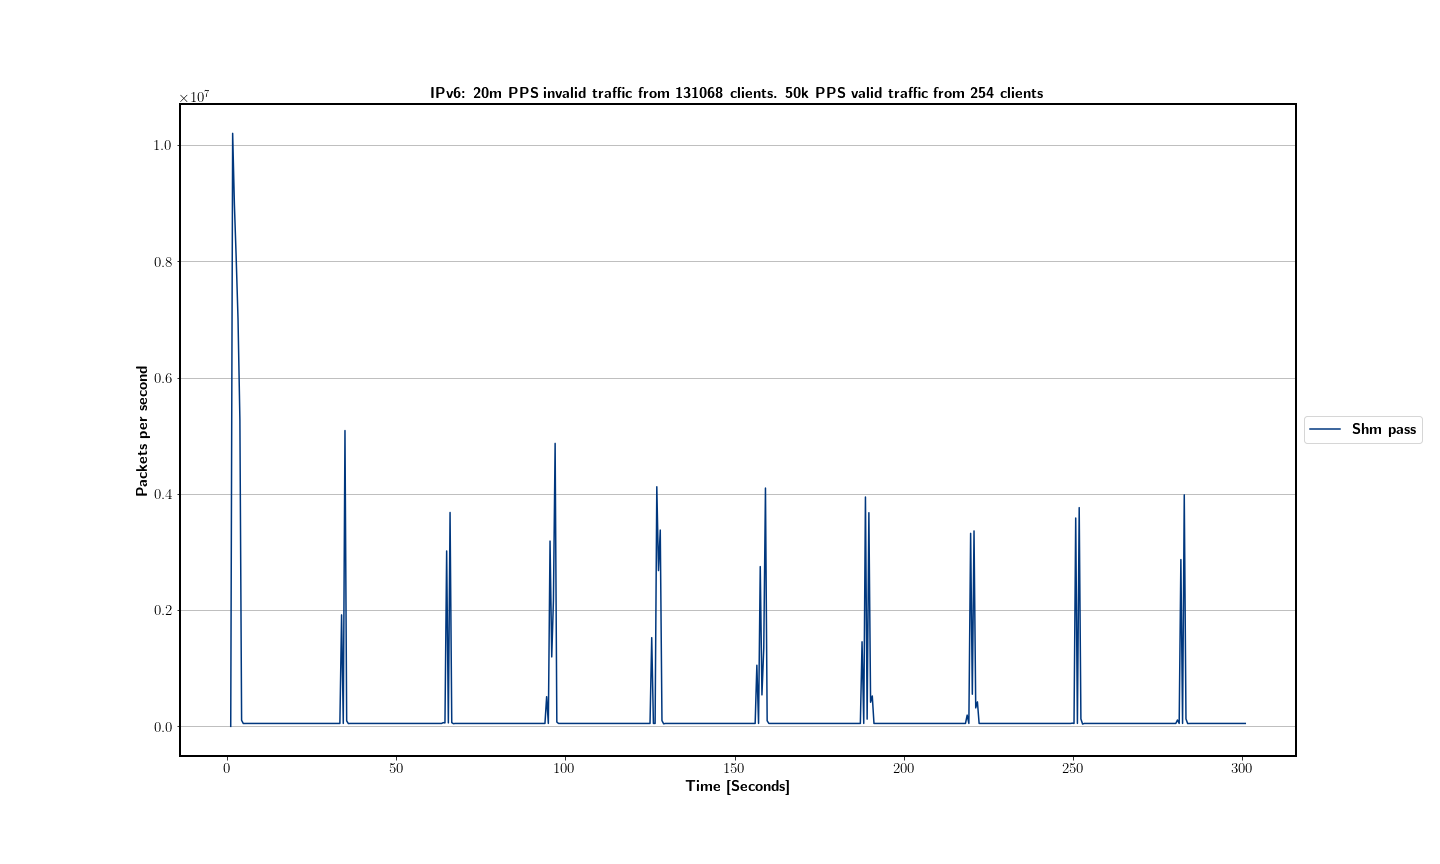 IPv6: 20m PPS invalid traffic from 131068 clients. 50k PPS valid traffic from 254 clients
×10⁷
1.0
0.8
0.6
0.4
0.2
0.0
Packets per second
0 50 100 150 200 250 300
Time [Seconds]
Shm pass